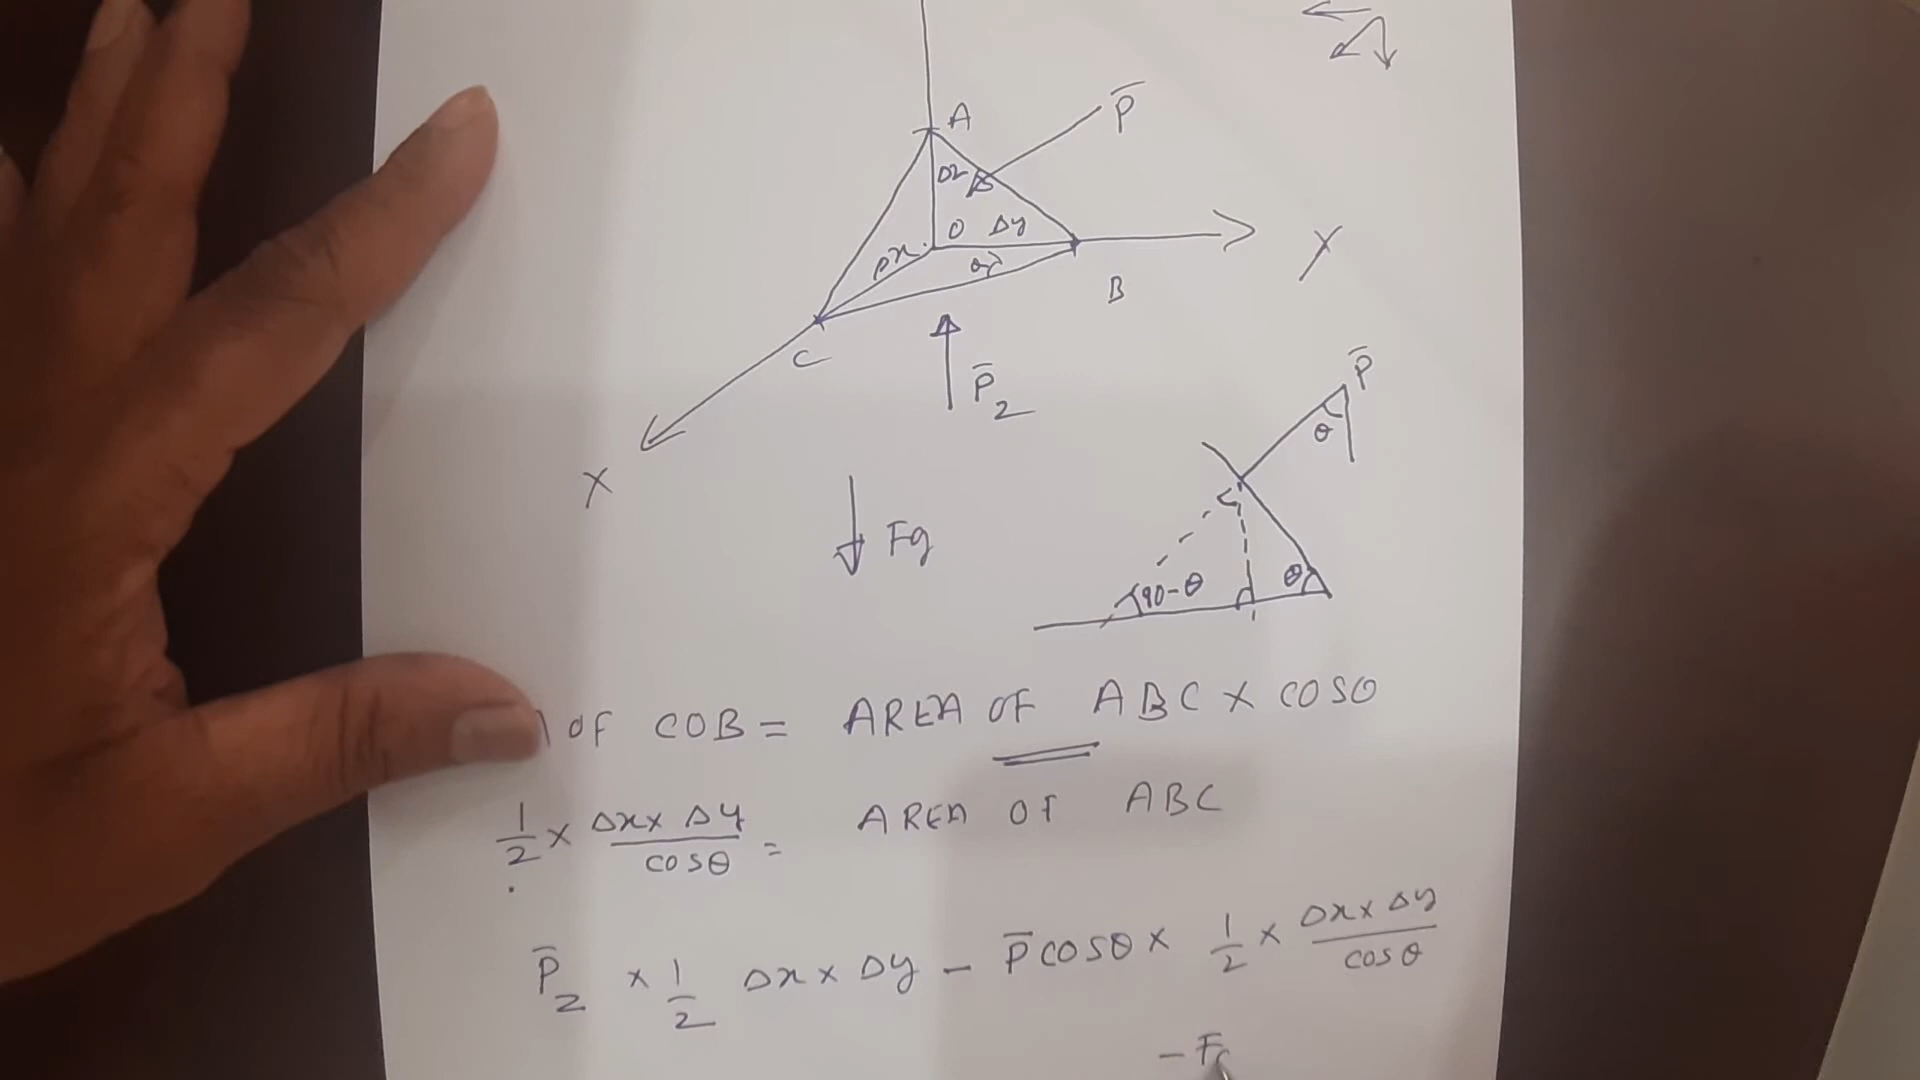 A
P̅
Δz
O Δy
Δx
Y
B
C
P̅z
P̅
θ
X
Fg
90-θ θ
OF COB = AREA OF ABC X COSθ
1/2 × Δx × Δy / cosθ = AREA OF ABC
P̅z × 1/2 Δx × Δy - P̅ cosθ × 1/2 × Δx × Δy / cosθ
- F